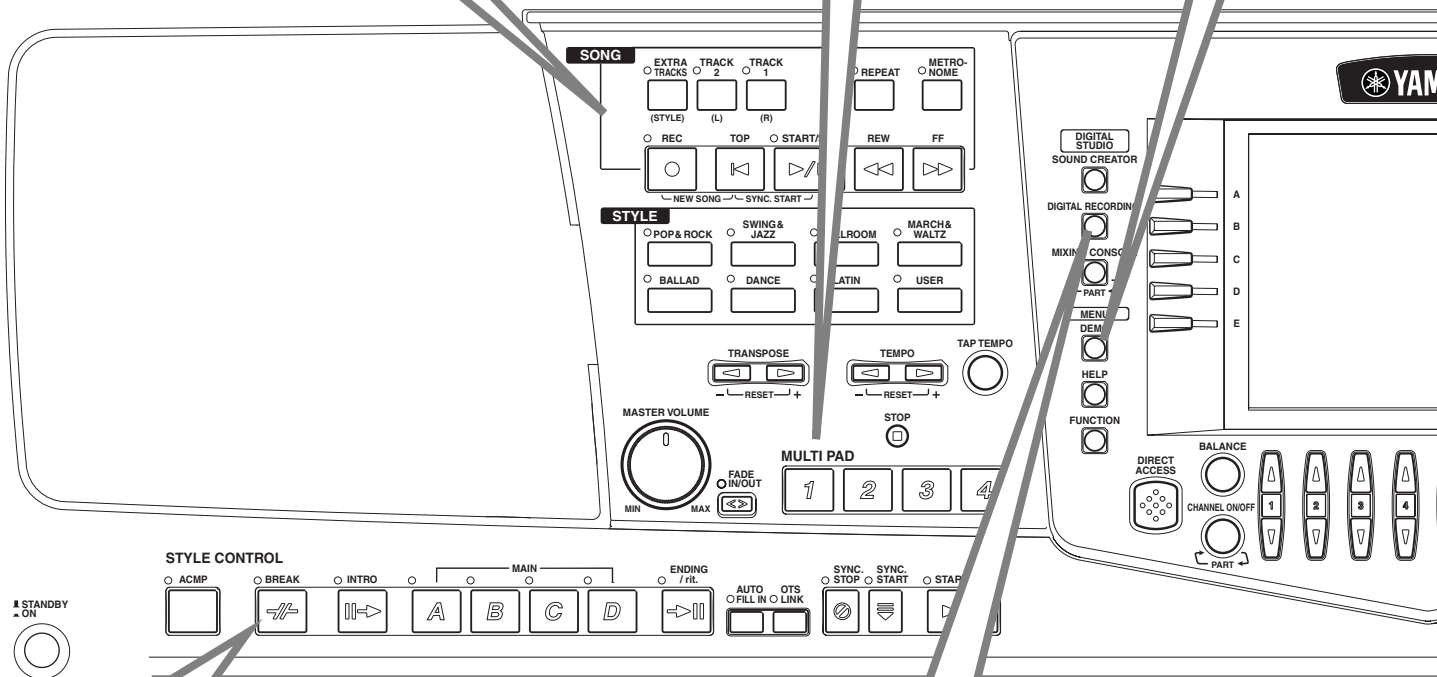 SONG
EXTRA TRACKS
TRACK 2
TRACK 1
REPEAT
METRO-
NOME
(STYLE)
(L)
(R)
REC
TOP
START/
REW
FF
NEW SONG
SYNC. START
STYLE
POP & ROCK
SWING &
JAZZ
LLROOM
MARCH &
WALTZ
BALLAD
DANCE
LATIN
USER
TRANSPOSE
TEMPO
TAP TEMPO
– RESET +
– RESET +
MASTER VOLUME
MIN
MAX
FADE
IN/OUT
STOP
MULTI PAD
1
2
3
4
YAM
DIGITAL
STUDIO
SOUND CREATOR
DIGITAL RECORDING
MIXING CONSO
PART
MENU
DEMO
HELP
FUNCTION
A
B
C
D
E
DIRECT
ACCESS
BALANCE
CHANNEL ON/OFF
PART
1
2
3
4
STYLE CONTROL
ACMP
BREAK
INTRO
MAIN
A
B
C
D
ENDING
/ rit.
AUTO
FILL IN
OTS
LINK
SYNC.
STOP
SYNC.
START
STAR
STANDBY
ON